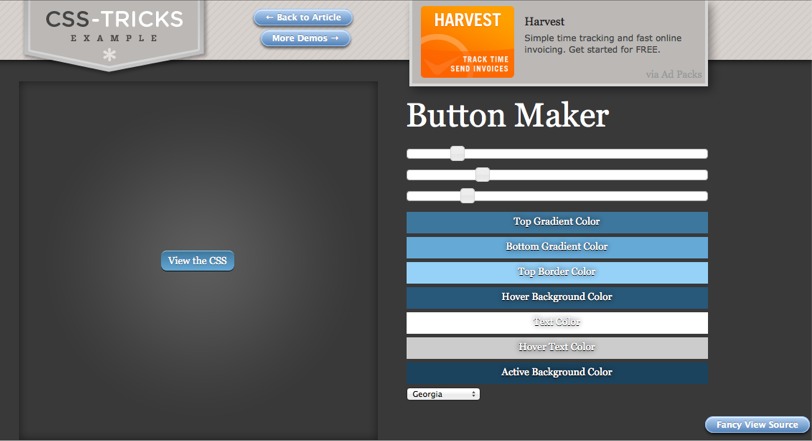 CSS-TRICKS
EXAMPLE
← Back to Article
More Demos →
HARVEST
TRACK TIME
SEND INVOICES
Harvest
Simple time tracking and fast online
invoicing. Get started for FREE.
via Ad Packs
Button Maker
View the CSS
Top Gradient Color
Bottom Gradient Color
Top Border Color
Hover Background Color
Text Color
Hover Text Color
Active Background Color
Georgia
Fancy View Source